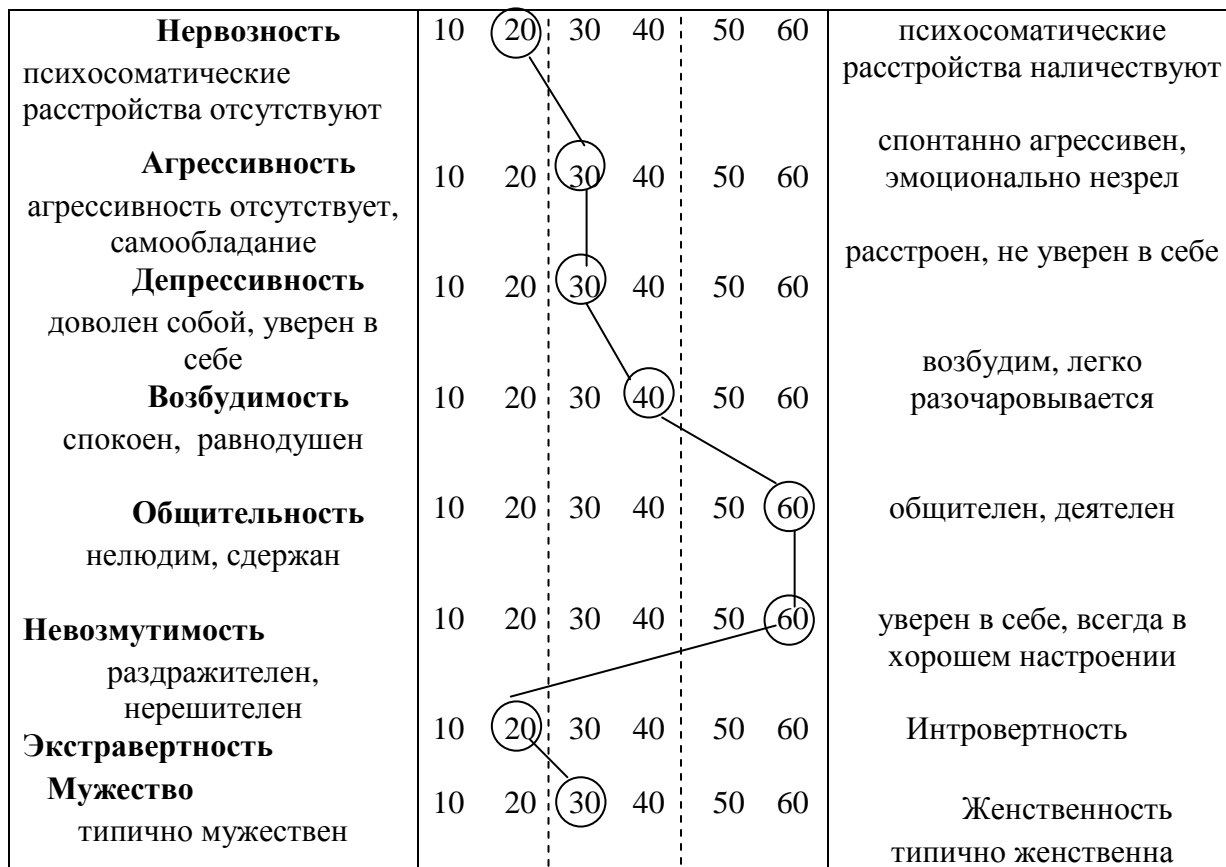 Нервозность
психосоматические
расстройства отсутствуют
10 20 30 40 50 60
психосоматические
расстройства наличествуют
Агрессивность
агрессивность отсутствует,
самообладание
10 20 30 40 50 60
спонтанно агрессивен,
эмоционально незрел
Депрессивность
доволен собой, уверен в
себе
10 20 30 40 50 60
расстроен, не уверен в себе
Возбудимость
спокоен, равнодушен
10 20 30 40 50 60
возбудим, легко
разочаровывается
Общительность
нелюдим, сдержан
10 20 30 40 50 60
общителен, деятелен
Невозмутимость
раздражителен,
нерешителен
10 20 30 40 50 60
уверен в себе, всегда в
хорошем настроении
Экстравертность
10 20 30 40 50 60
Интровертность
Мужество
типично мужествен
10 20 30 40 50 60
Женственность
типично женственна